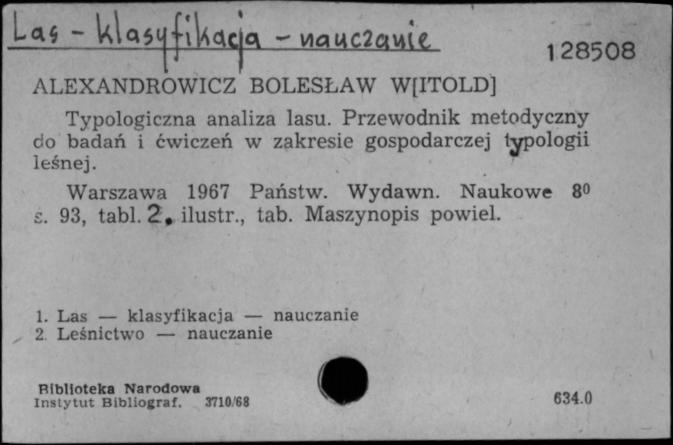 Las - klasyfikacja - nauczanie
128508
ALEXANDROWICZ BOLESŁAW W[ITOLD]
Typologiczna analiza lasu. Przewodnik metodyczny
do badań i ćwiczeń w zakresie gospodarczej typologii
leśnej.
Warszawa 1967 Państw. Wydawn. Naukowe 8⁰
s. 93, tabl. 2, ilustr., tab. Maszynopis powiel.
1. Las — klasyfikacja — nauczanie
2. Leśnictwo — nauczanie
Biblioteka Narodowa
Instytut Bibliograf. 3710/68
634.0